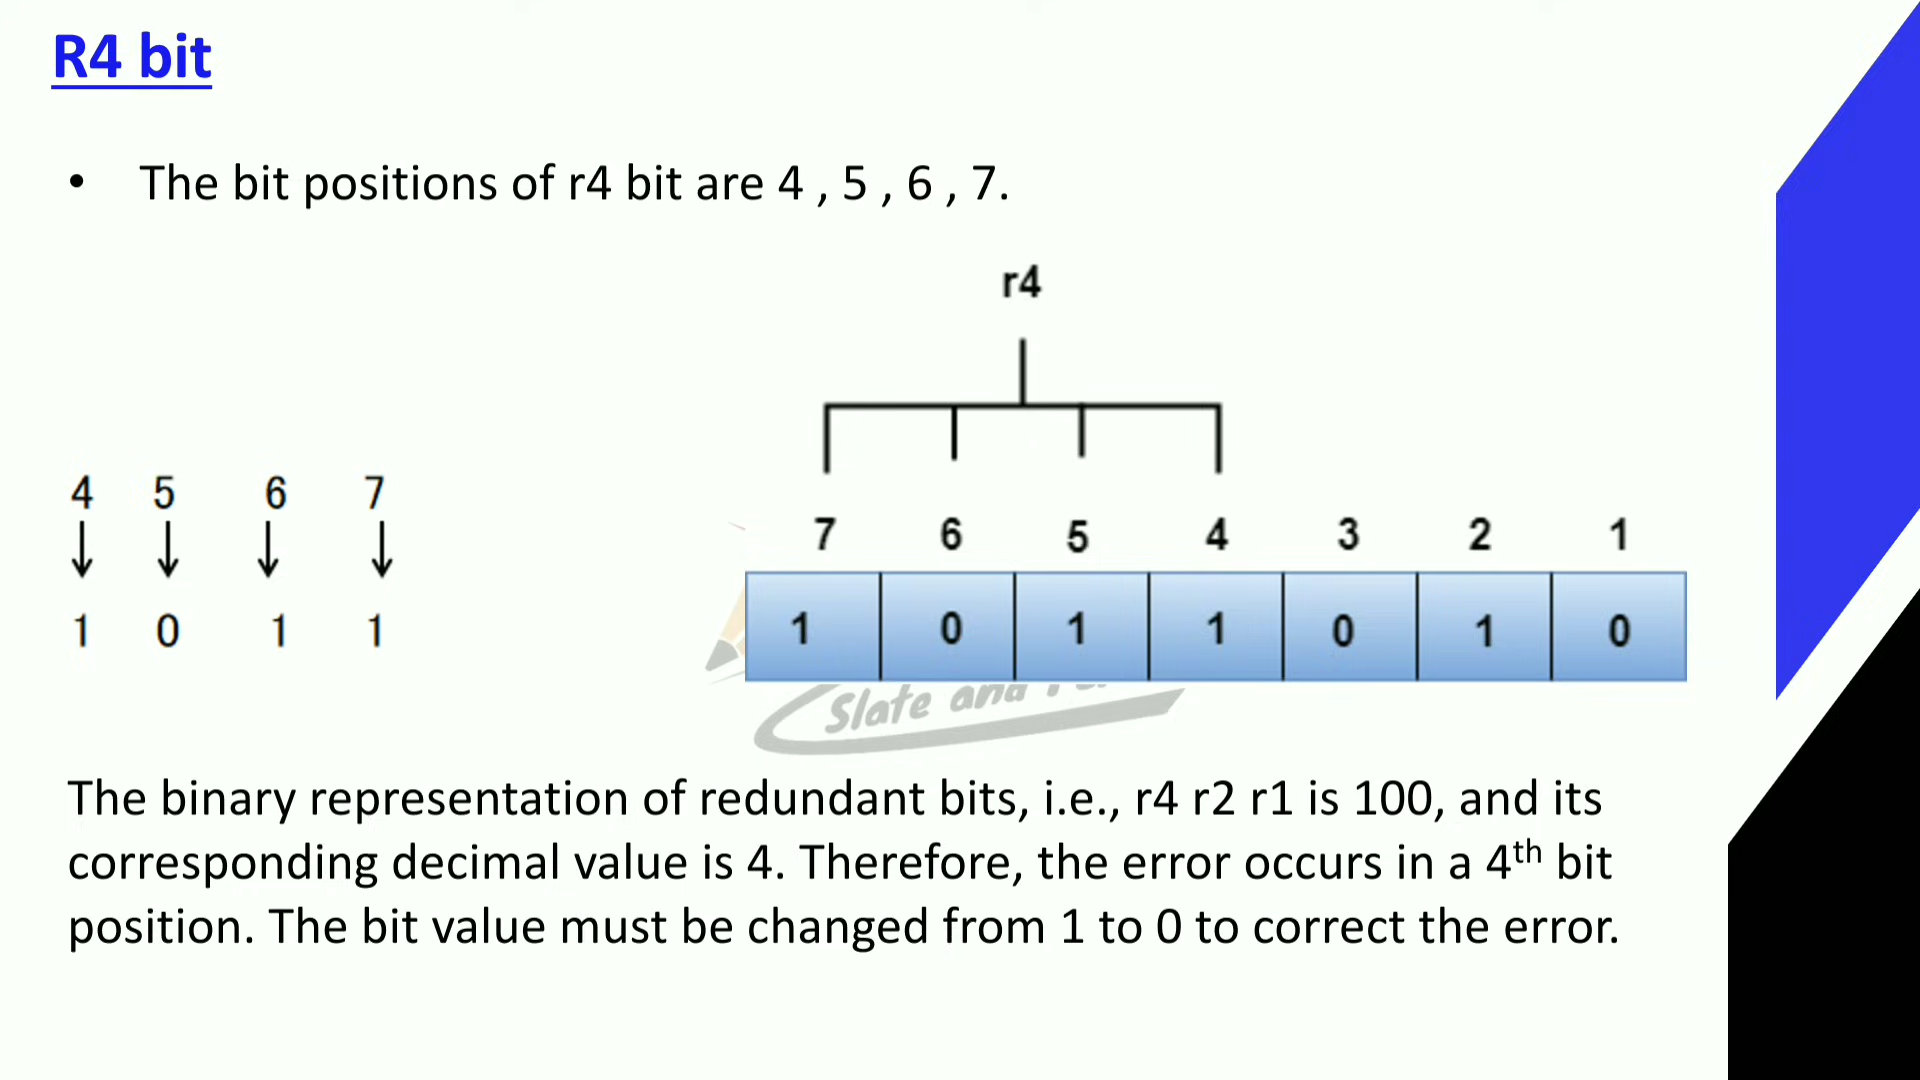 R4 bit
• The bit positions of r4 bit are 4 , 5 , 6 , 7.
r4
4 5 6 7
1 0 1 1
7 6 5 4 3 2 1
1 0 1 1 0 1 0
Slate and
The binary representation of redundant bits, i.e., r4 r2 r1 is 100, and its
corresponding decimal value is 4. Therefore, the error occurs in a 4th bit
position. The bit value must be changed from 1 to 0 to correct the error.